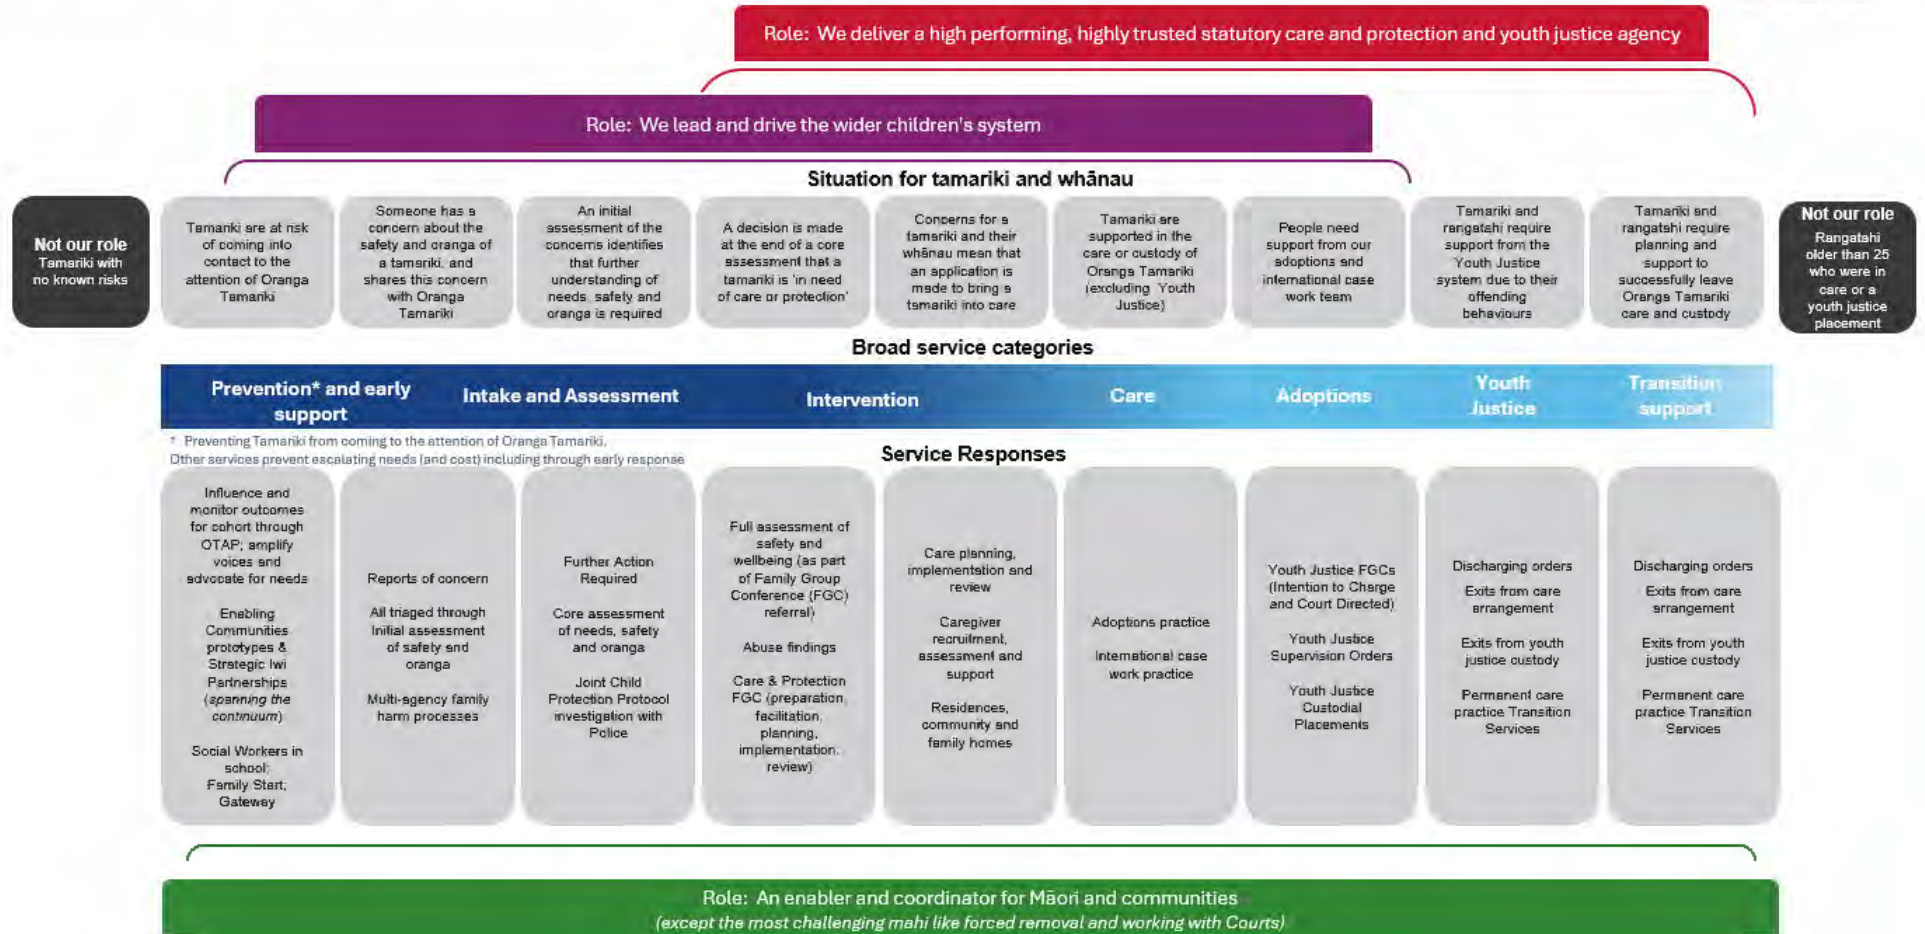 Role: We deliver a high performing, highly trusted statutory care and protection and youth justice agency
Role: We lead and drive the wider children's system
Situation for tamariki and whānau
Not our role
Tamariki with
no known risks
Tamariki are at risk
of coming into
contact to the
attention of Oranga
Tamariki
Someone has a
concern about the
safety and oranga of
a tamariki, and
shares this concern
with Oranga
Tamariki
An initial
assessment of the
concerns identifies
that further
understanding of
needs, safety and
oranga is required
A decision is made
at the end of a core
assessment that a
tamariki is 'in need
of care or protection'
Concerns for a
tamariki and their
whānau mean that
an application is
made to bring a
tamariki into care
Tamariki are
supported in the
care or custody of
Oranga Tamariki
(excluding Youth
Justice)
People need
support from our
adoptions and
international case
work team
Tamariki and
rangatahi require
support from the
Youth Justice
system due to their
offending
behaviours
Tamariki and
rangatahi require
planning and
support to
successfully leave
Oranga Tamariki
care and custody
Not our role
Rangatahi
older than 25
who were in
care or a
youth justice
placement
Broad service categories
Prevention* and early
support
Intake and Assessment
Intervention
Care
Adoptions
Youth
Justice
Transition
support
* Preventing Tamariki from coming to the attention of Oranga Tamariki.
Other services prevent escalating needs (and cost) including through early response
Service Responses
Influence and
monitor outcomes
for cohort through
OTAP; amplify
voices and
advocate for needs
Enabling
Communities
prototypes &
Strategic Iwi
Partnerships
(spanning the
continuum)
Social Workers in
school;
Family Start;
Gateway
Reports of concern
All triaged through
Initial assessment
of safety and
oranga
Multi-agency family
harm processes
Further Action
Required
Core assessment
of needs, safety
and oranga
Joint Child
Protection Protocol
investigation with
Police
Full assessment of
safety and
wellbeing (as part
of Family Group
Conference (FGC)
referral)
Abuse findings
Care & Protection
FGC (preparation,
facilitation,
planning,
implementation,
review)
Care planning,
implementation and
review
Caregiver
recruitment,
assessment and
support
Residences,
community and
family homes
Adoptions practice
International case
work practice
Youth Justice FGCs
(Intention to Charge
and Court Directed)
Youth Justice
Supervision Orders
Youth Justice
Custodial
Placements
Discharging orders
Exits from care
arrangement
Exits from youth
justice custody
Permanent care
practice Transition
Services
Discharging orders
Exits from care
arrangement
Exits from youth
justice custody
Permanent care
practice Transition
Services
Role: An enabler and coordinator for Māori and communities
(except the most challenging mahi like forced removal and working with Courts)